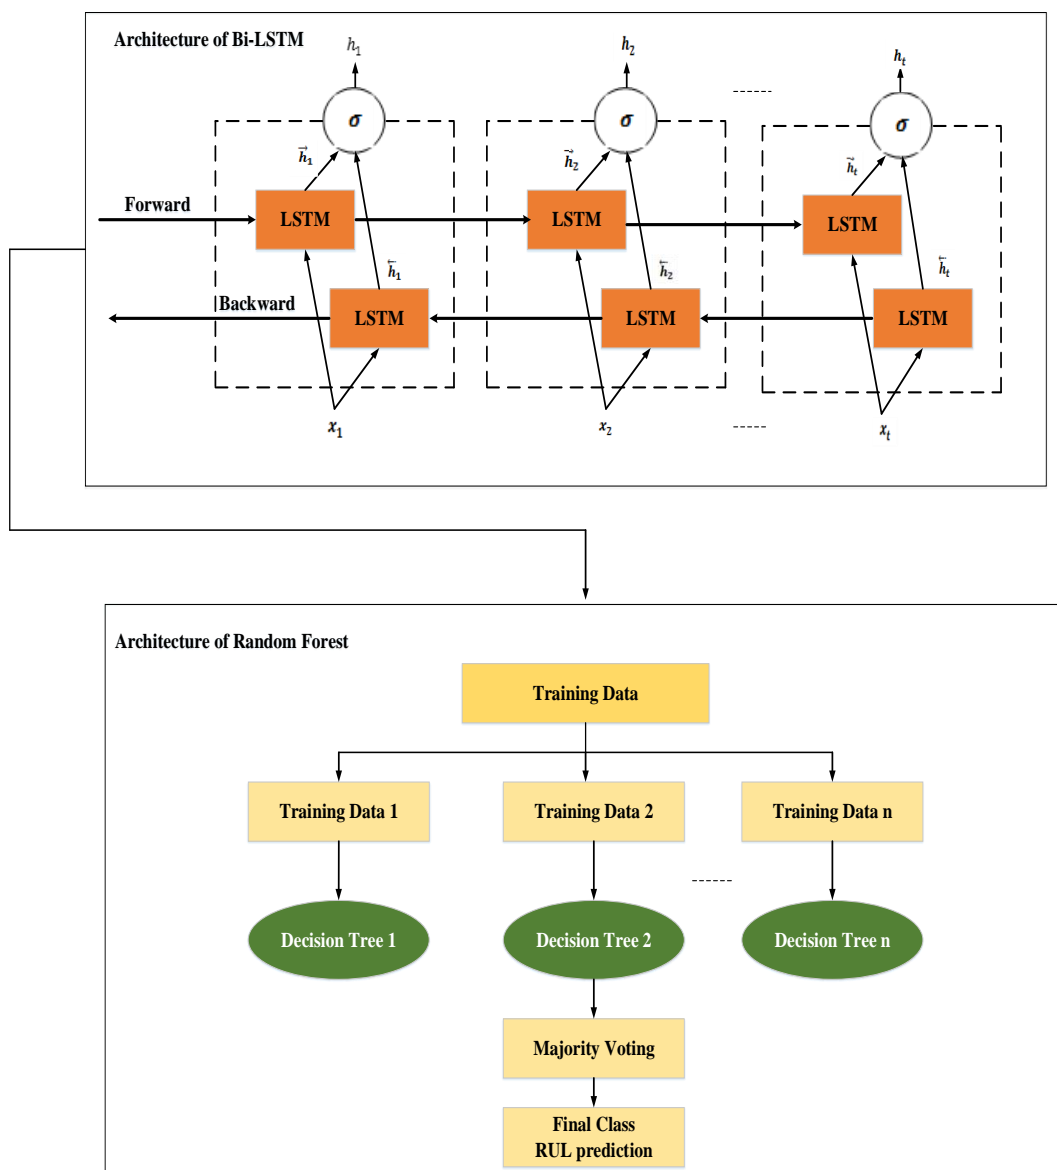 Architecture of Bi-LSTM
h₁ h₂ hₜ
σ σ σ
h⃗₁ h⃗₂ h⃗ₜ
Forward
LSTM LSTM LSTM
h⃖₁ h⃖₂ h⃖ₜ
Backward
LSTM LSTM LSTM
x₁ x₂ xₜ
Architecture of Random Forest
Training Data
Training Data 1 Training Data 2 Training Data n
Decision Tree 1 Decision Tree 2 Decision Tree n
Majority Voting
Final Class
RUL prediction